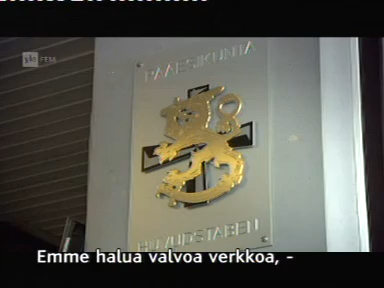 yle FEM
PÄÄESIKUNTA
HUVUDSTABEN
Emme halua valvoa verkkoa, -